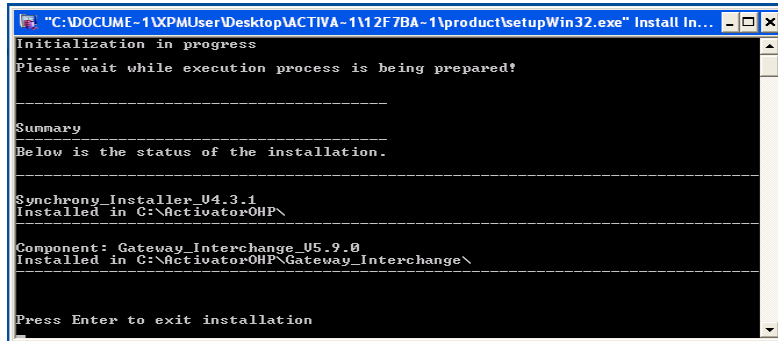 "C:\DOCUME~1\XPMUser\Desktop\ACTIVA~1\12F7BA~1\product\setupWin32.exe" Install In...
Initialization in progress
.........
Please wait while execution process is being prepared!
----------------------------------------
Summary
----------------------------------------
Below is the status of the installation.
--------------------------------------------------------------------------------
Synchrony_Installer_V4.3.1
Installed in C:\ActivatorOHP\
--------------------------------------------------------------------------------
Component: Gateway_Interchange_V5.9.0
Installed in C:\ActivatorOHP\Gateway_Interchange\
--------------------------------------------------------------------------------
Press Enter to exit installation